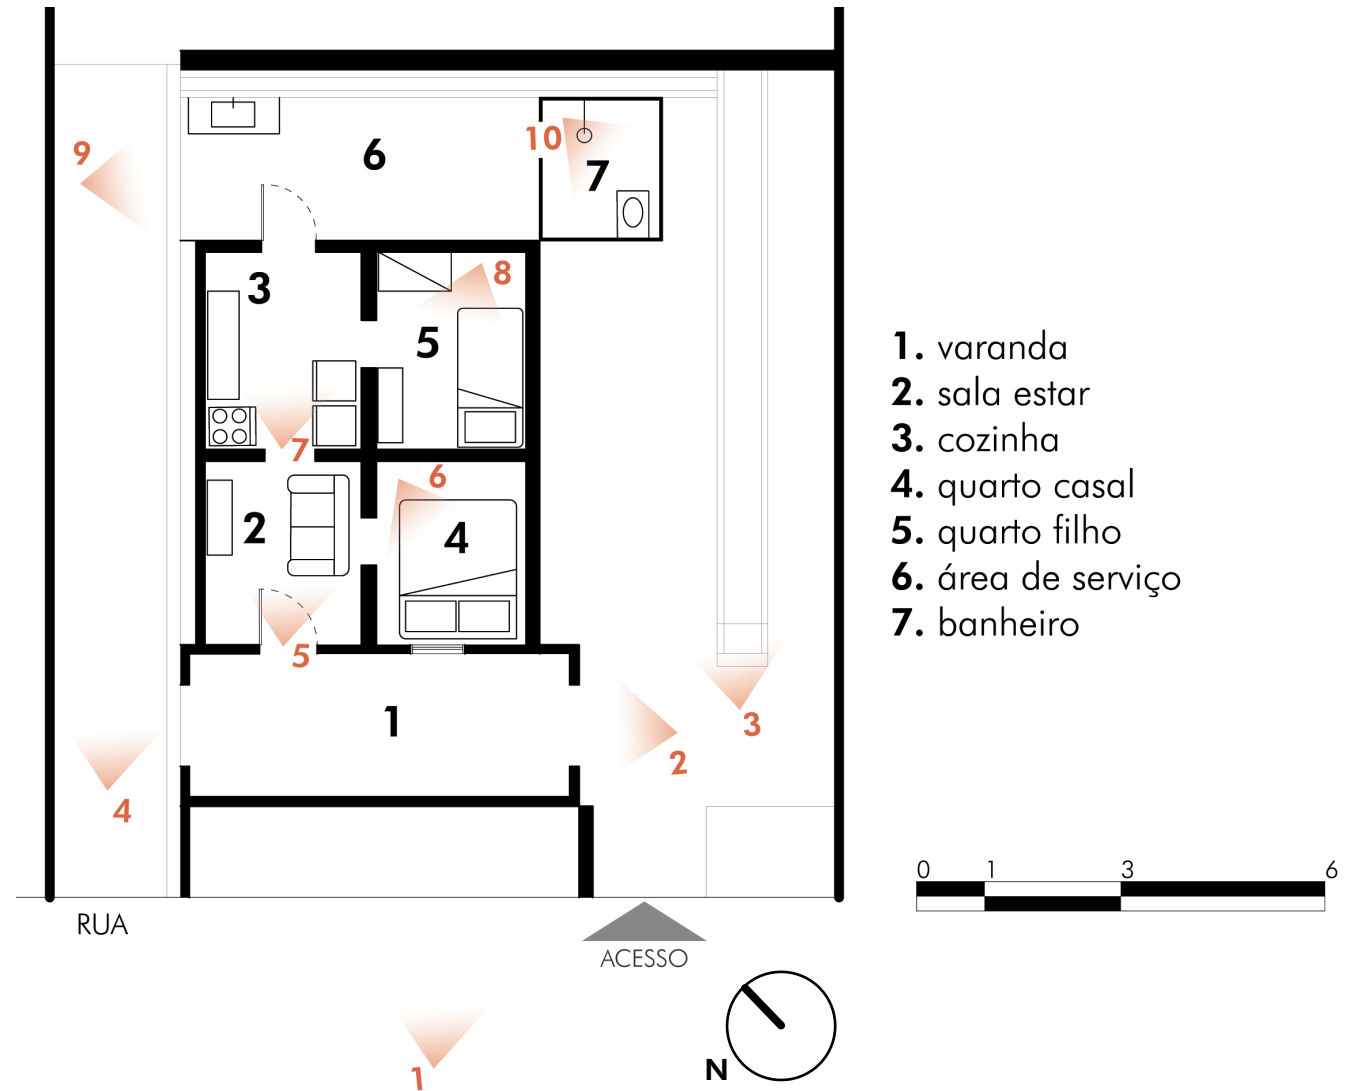 9
6
10
7
3
8
5
7
6
2
4
5
1
2
3
4
1. varanda
2. sala estar
3. cozinha
4. quarto casal
5. quarto filho
6. área de serviço
7. banheiro
0 1 3 6
RUA
ACESSO
N
1